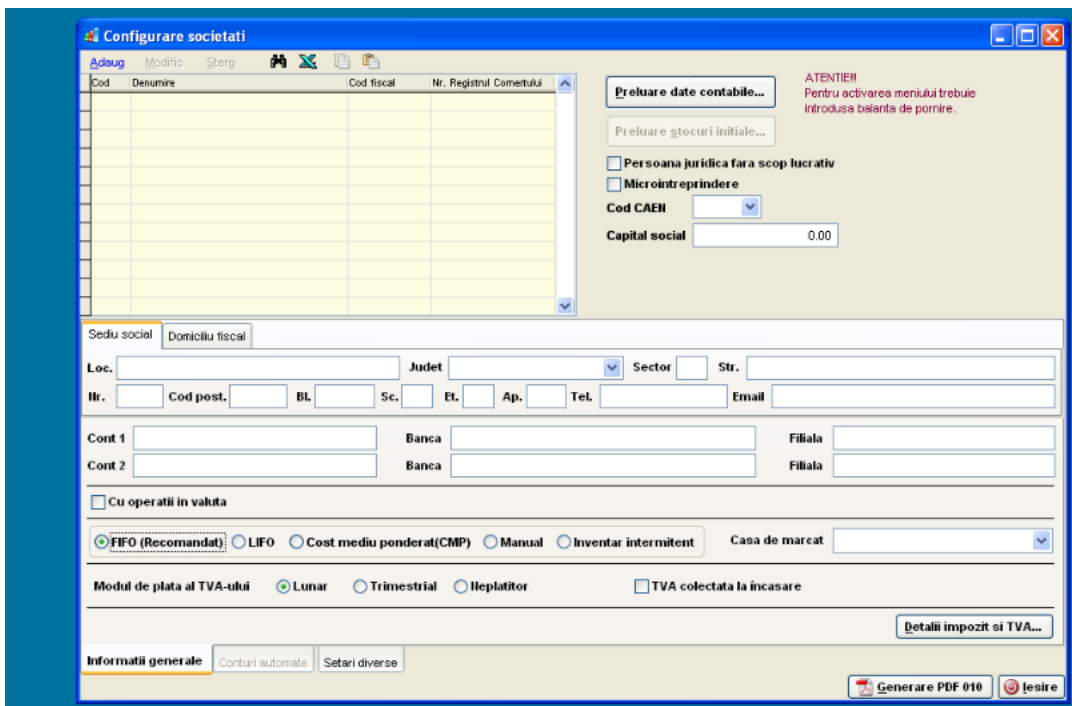 Configurare societati
Adaug Modific Sterg
Cod Denumire Cod fiscal Nr. Registrul Comertului
Preluare date contabile...
ATENTIE!!!
Pentru activarea meniului trebuie
introdusa balanta de pornire.
Preluare stocuri initiale...
Persoana juridica fara scop lucrativ
Microintreprindere
Cod CAEN
Capital social 0.00
Sediu social Domiciliu fiscal
Loc. Judet Sector Str.
Nr. Cod post. Bl. Sc. Et. Ap. Tel. Email
Cont 1 Banca Filiala
Cont 2 Banca Filiala
Cu operatii in valuta
FIFO (Recomandat) LIFO Cost mediu ponderat(CMP) Manual Inventar intermitent Casa de marcat
Modul de plata al TVA-ului Lunar Trimestrial Neplatitor TVA colectata la incasare
Detalii impozit si TVA...
Informatii generale Conturi automate Setari diverse
Generare PDF 010 Iesire